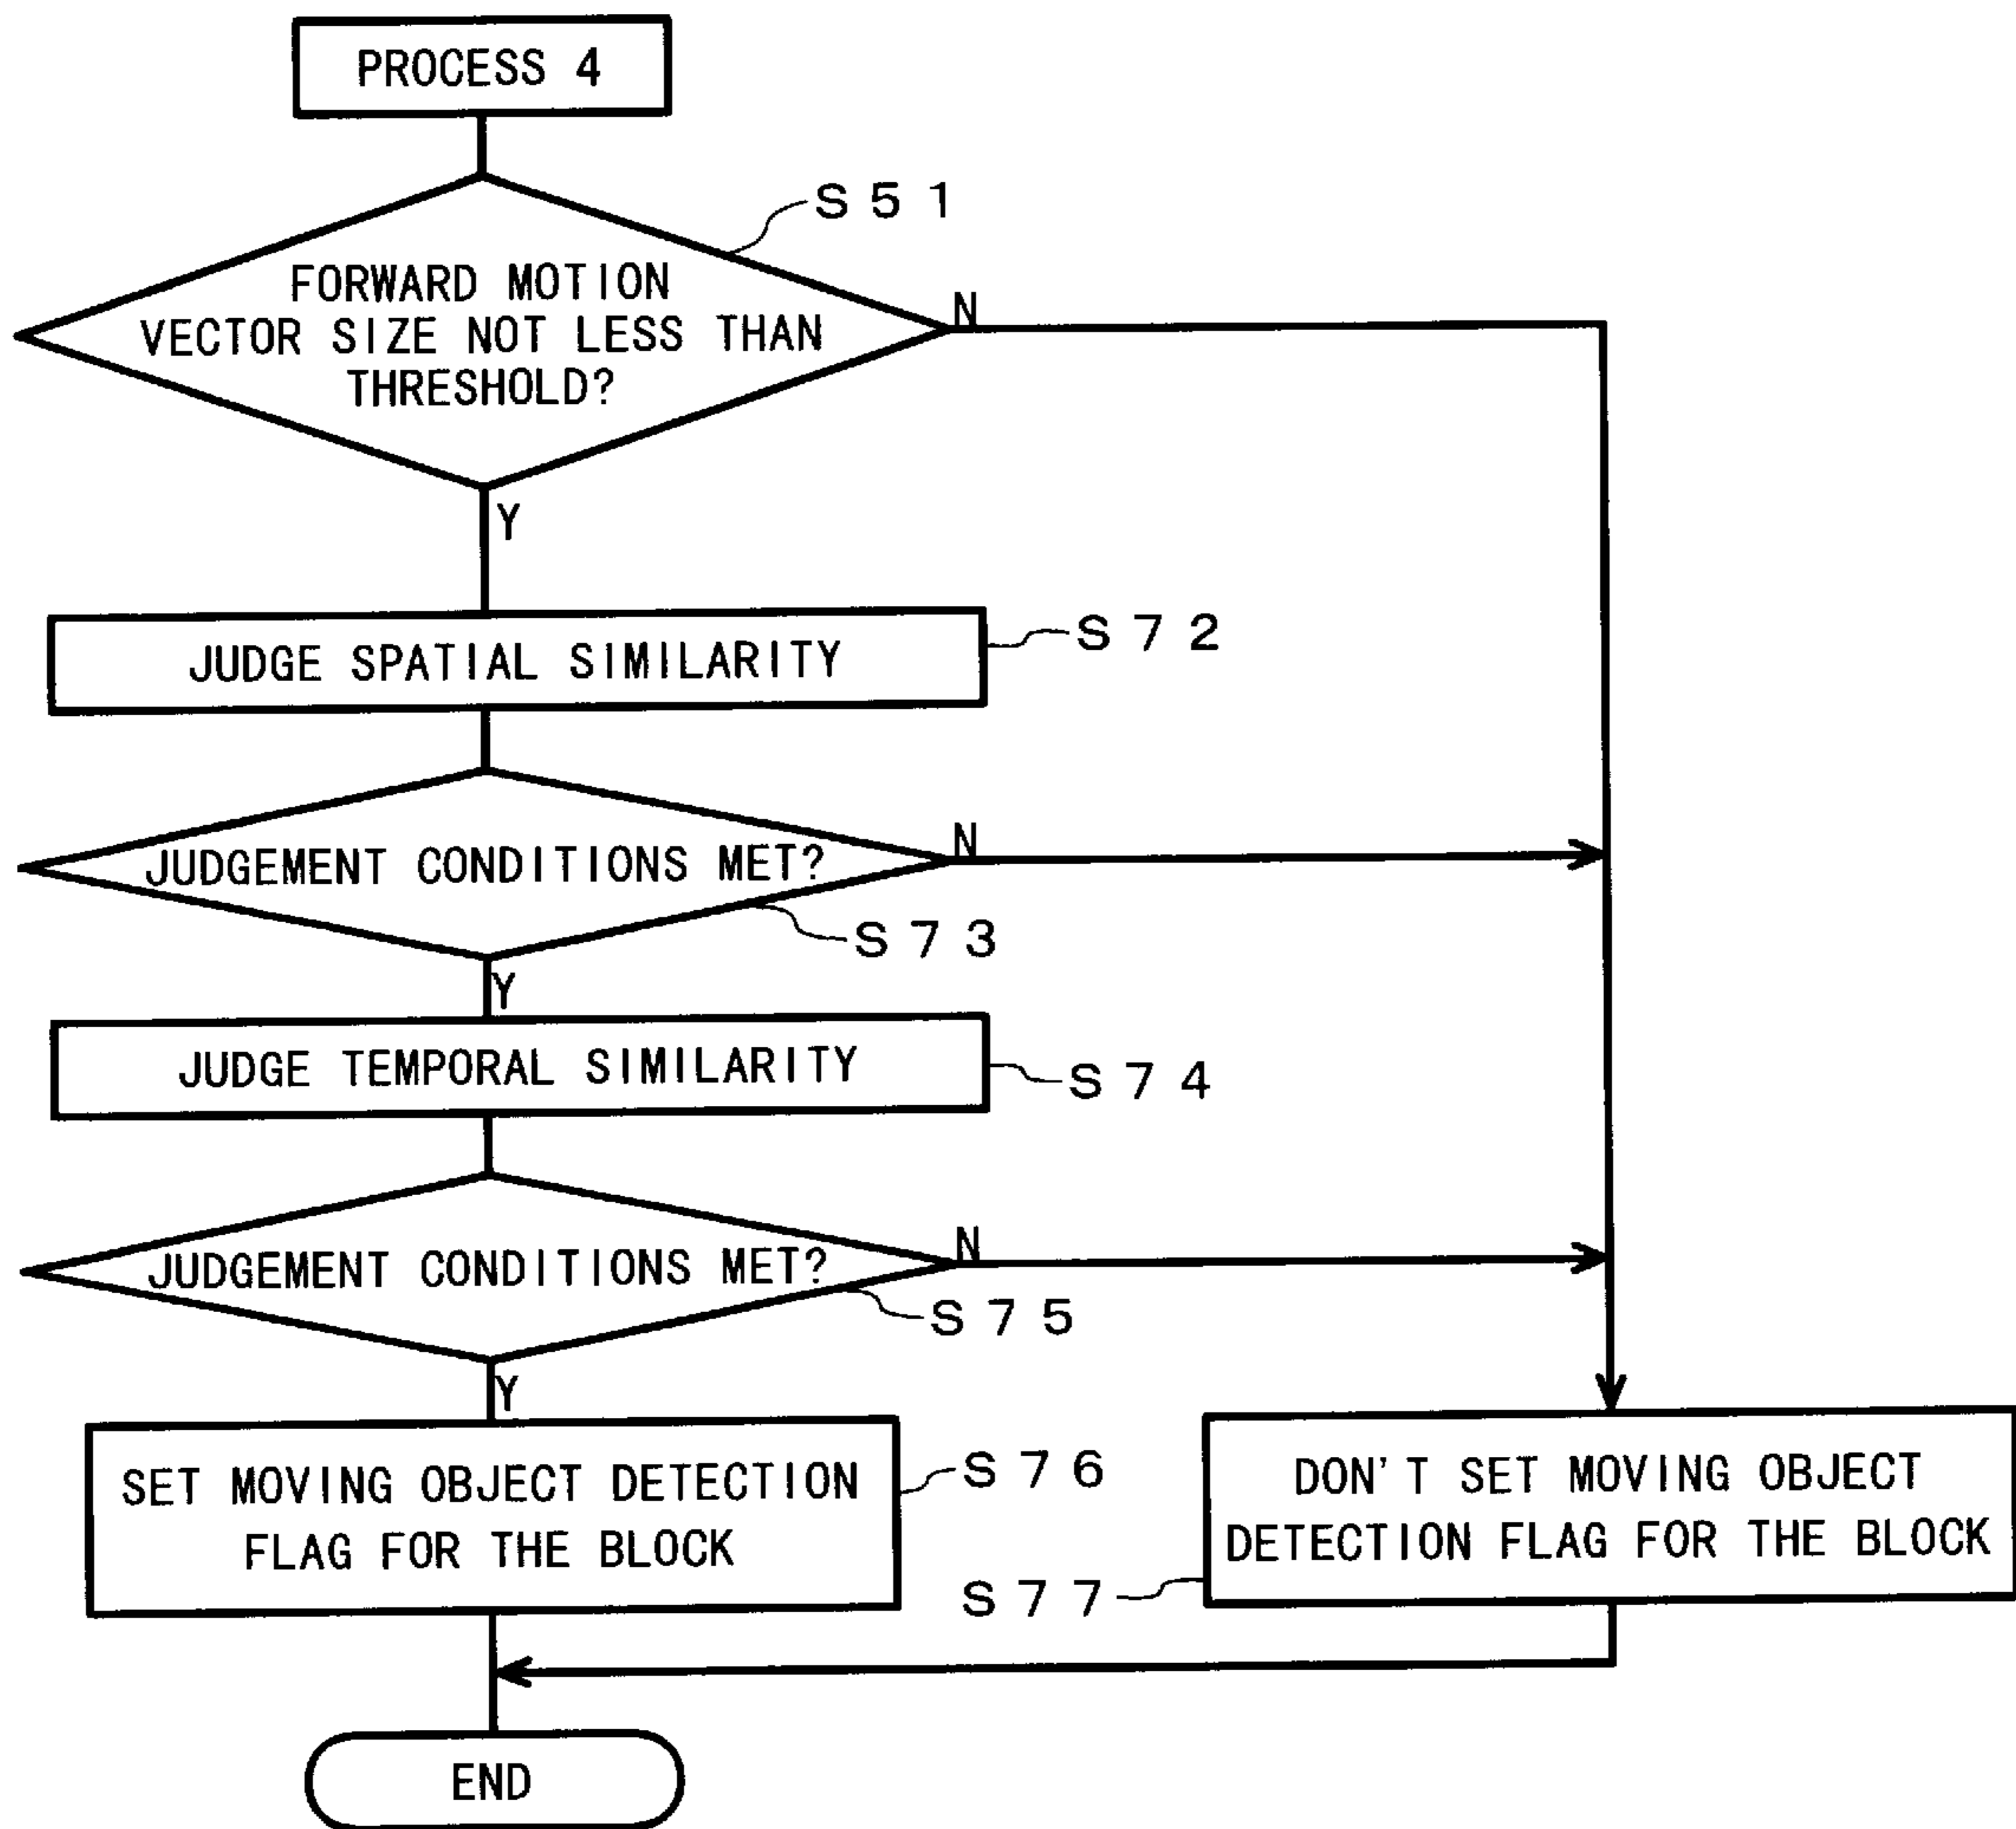 PROCESS 4
S51
FORWARD MOTION
VECTOR SIZE NOT LESS THAN
THRESHOLD?
N
Y
JUDGE SPATIAL SIMILARITY
S72
JUDGEMENT CONDITIONS MET?
N
S73
Y
JUDGE TEMPORAL SIMILARITY
S74
JUDGEMENT CONDITIONS MET?
N
S75
Y
SET MOVING OBJECT DETECTION
FLAG FOR THE BLOCK
S76
DON'T SET MOVING OBJECT
DETECTION FLAG FOR THE BLOCK
S77
END